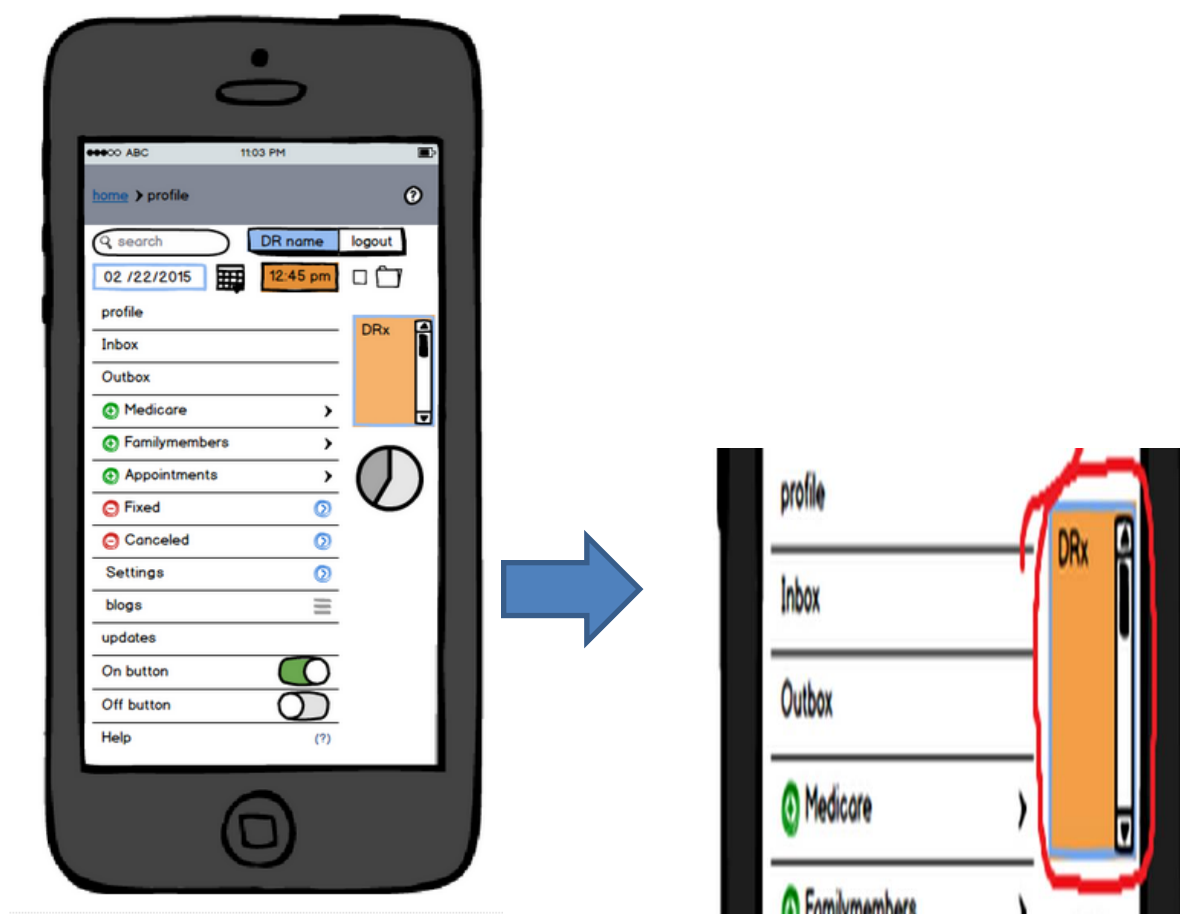 ABC 11:03 PM
home > profile ?
search DR name logout
02 /22/2015 12:45 pm
profile
DRx
Inbox
Outbox
Medicare
Familymembers
Appointments
Fixed
Canceled
Settings
blogs
updates
On button
Off button
Help (?)
profile
DRx
Inbox
Outbox
Medicare
Familymembers